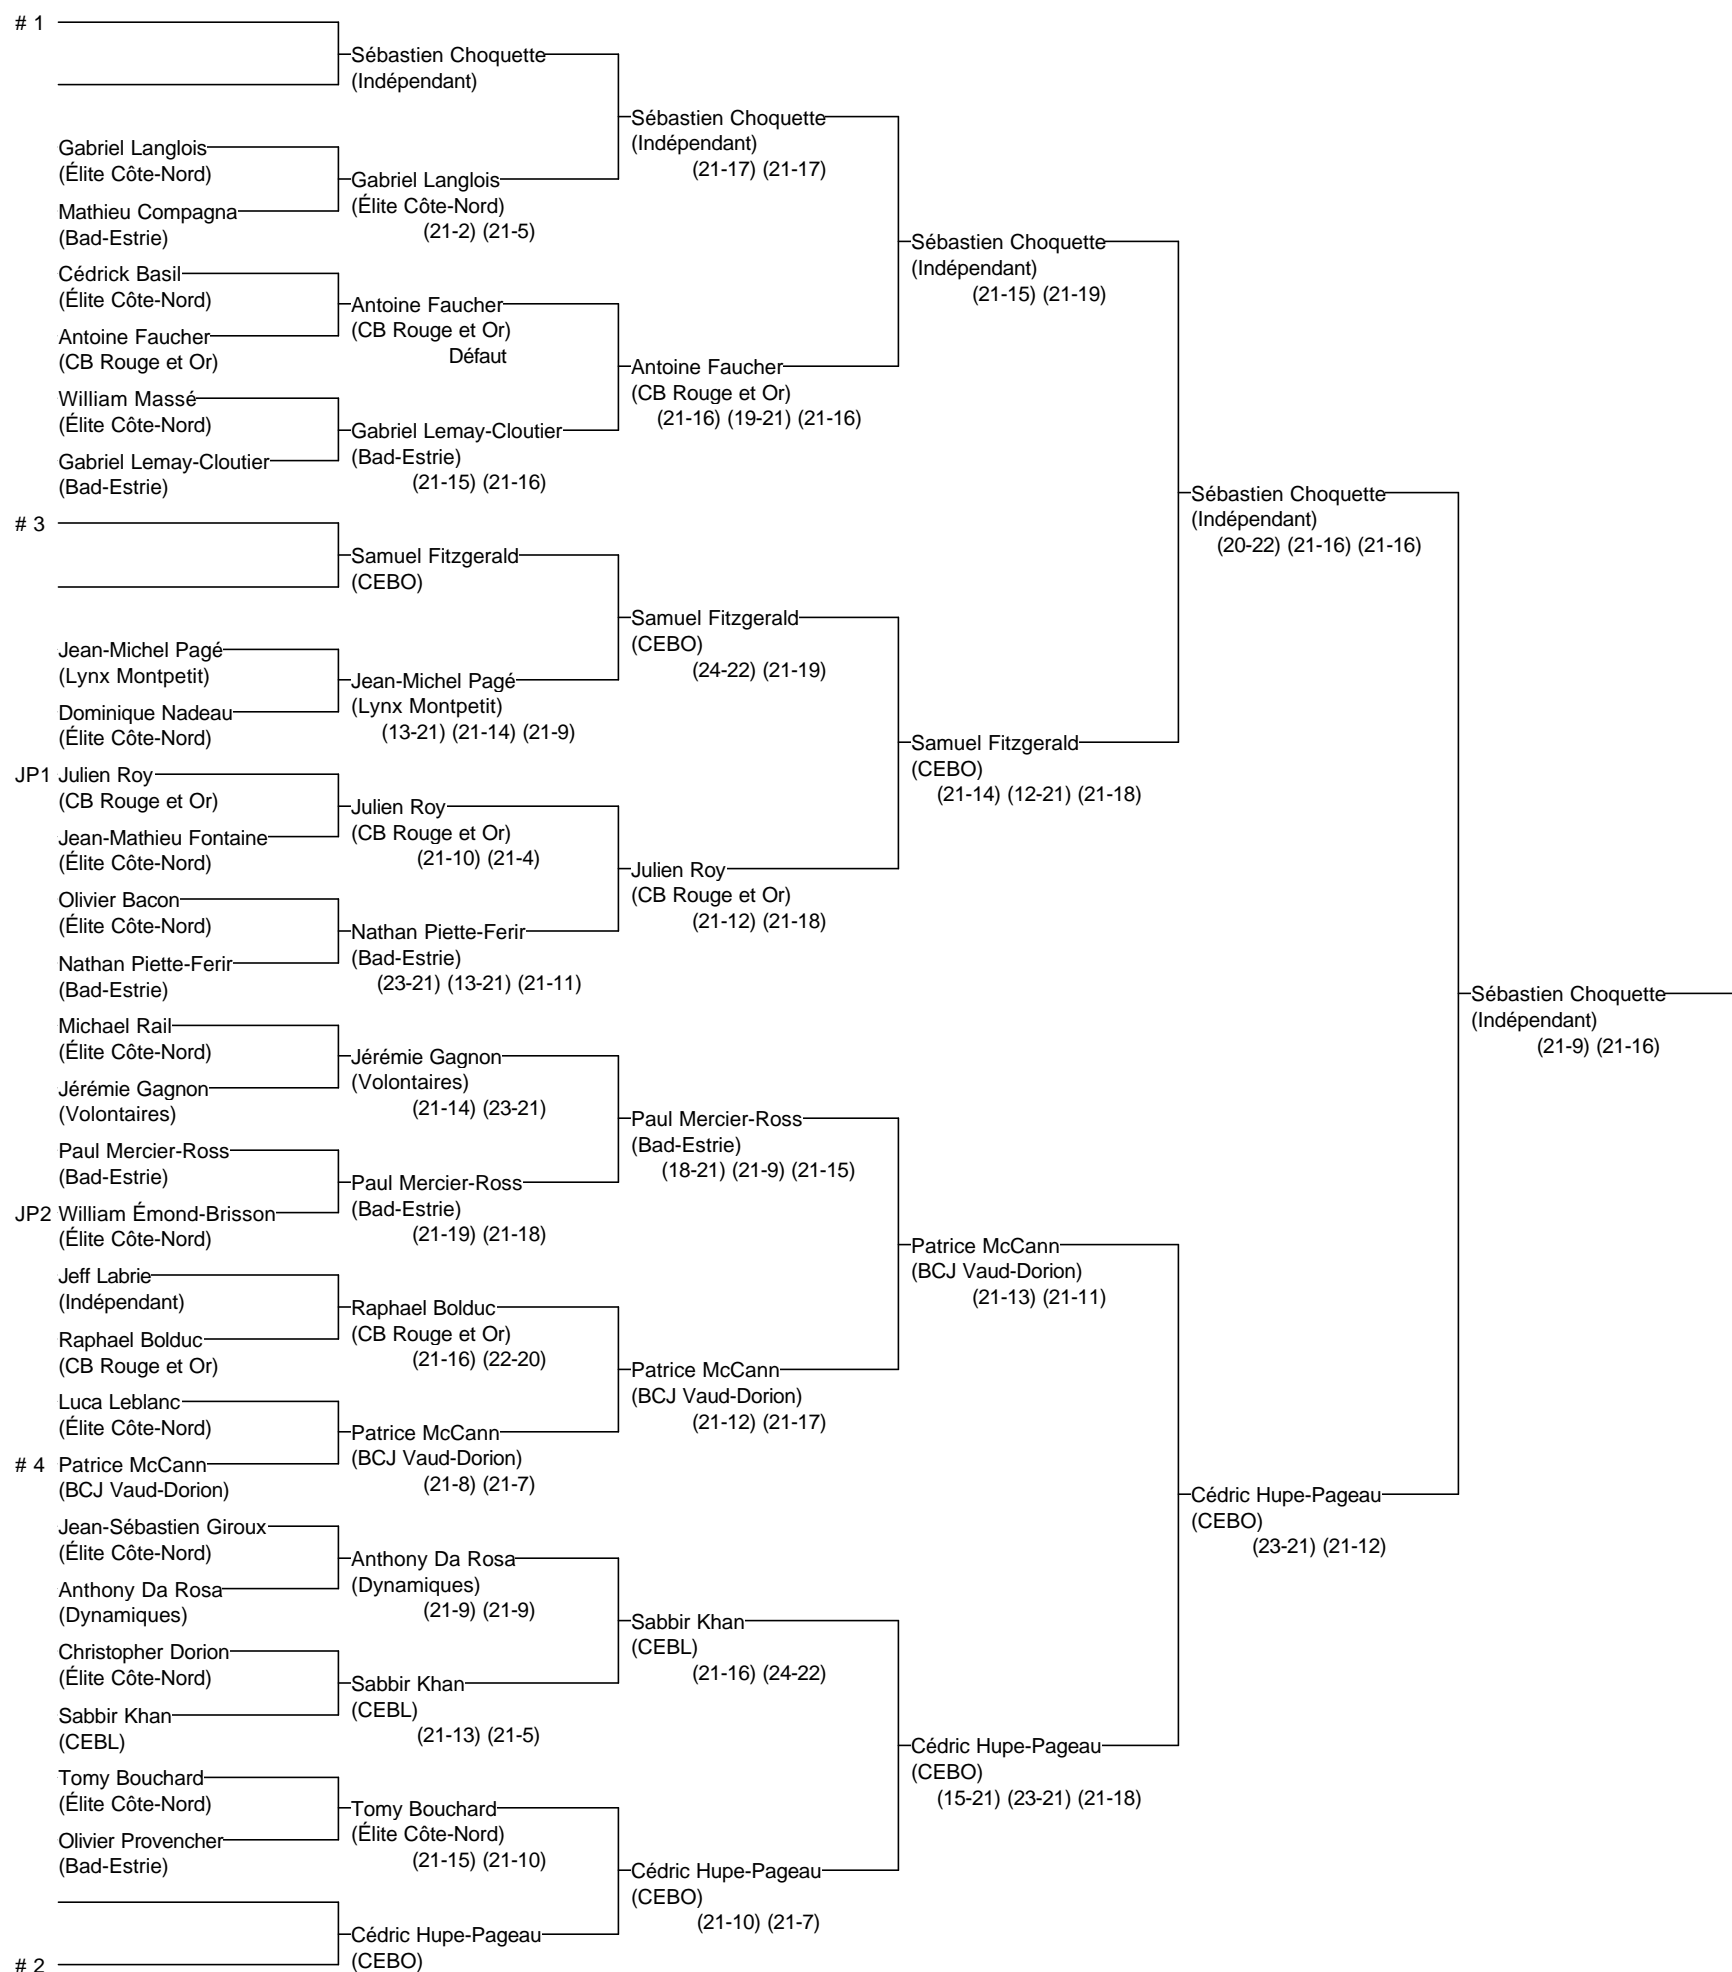 # 1
Sébastien Choquette
(Indépendant)
Sébastien Choquette
(Indépendant)
(21-17) (21-17)
Gabriel Langlois
(Élite Côte-Nord)
Gabriel Langlois
(Élite Côte-Nord)
(21-2) (21-5)
Mathieu Compagna
(Bad-Estrie)
Sébastien Choquette
(Indépendant)
(21-15) (21-19)
Cédrick Basil
(Élite Côte-Nord)
Antoine Faucher
(CB Rouge et Or)
Défaut
Antoine Faucher
(CB Rouge et Or)
Antoine Faucher
(CB Rouge et Or)
(21-16) (19-21) (21-16)
William Massé
(Élite Côte-Nord)
Gabriel Lemay-Cloutier
(Bad-Estrie)
(21-15) (21-16)
Gabriel Lemay-Cloutier
(Bad-Estrie)
Sébastien Choquette
(Indépendant)
(20-22) (21-16) (21-16)
# 3
Samuel Fitzgerald
(CEBO)
Samuel Fitzgerald
(CEBO)
(24-22) (21-19)
Jean-Michel Pagé
(Lynx Montpetit)
Jean-Michel Pagé
(Lynx Montpetit)
(13-21) (21-14) (21-9)
Dominique Nadeau
(Élite Côte-Nord)
Samuel Fitzgerald
(CEBO)
(21-14) (12-21) (21-18)
JP1 Julien Roy
(CB Rouge et Or)
Julien Roy
(CB Rouge et Or)
(21-10) (21-4)
Jean-Mathieu Fontaine
(Élite Côte-Nord)
Julien Roy
(CB Rouge et Or)
(21-12) (21-18)
Olivier Bacon
(Élite Côte-Nord)
Nathan Piette-Ferir
(Bad-Estrie)
(23-21) (13-21) (21-11)
Nathan Piette-Ferir
(Bad-Estrie)
Sébastien Choquette
(Indépendant)
(21-9) (21-16)
Michael Rail
(Élite Côte-Nord)
Jérémie Gagnon
(Volontaires)
(21-14) (23-21)
Jérémie Gagnon
(Volontaires)
Paul Mercier-Ross
(Bad-Estrie)
(18-21) (21-9) (21-15)
Paul Mercier-Ross
(Bad-Estrie)
Paul Mercier-Ross
(Bad-Estrie)
(21-19) (21-18)
JP2 William Émond-Brisson
(Élite Côte-Nord)
Patrice McCann
(BCJ Vaud-Dorion)
(21-13) (21-11)
Jeff Labrie
(Indépendant)
Raphael Bolduc
(CB Rouge et Or)
(21-16) (22-20)
Raphael Bolduc
(CB Rouge et Or)
Patrice McCann
(BCJ Vaud-Dorion)
(21-12) (21-17)
Luca Leblanc
(Élite Côte-Nord)
Patrice McCann
(BCJ Vaud-Dorion)
(21-8) (21-7)
# 4 Patrice McCann
(BCJ Vaud-Dorion)
Cédric Hupe-Pageau
(CEBO)
(23-21) (21-12)
Jean-Sébastien Giroux
(Élite Côte-Nord)
Anthony Da Rosa
(Dynamiques)
(21-9) (21-9)
Anthony Da Rosa
(Dynamiques)
Sabbir Khan
(CEBL)
(21-16) (24-22)
Christopher Dorion
(Élite Côte-Nord)
Sabbir Khan
(CEBL)
(21-13) (21-5)
Sabbir Khan
(CEBL)
Cédric Hupe-Pageau
(CEBO)
(15-21) (23-21) (21-18)
Tomy Bouchard
(Élite Côte-Nord)
Tomy Bouchard
(Élite Côte-Nord)
(21-15) (21-10)
Olivier Provencher
(Bad-Estrie)
Cédric Hupe-Pageau
(CEBO)
(21-10) (21-7)
Cédric Hupe-Pageau
(CEBO)
# 2